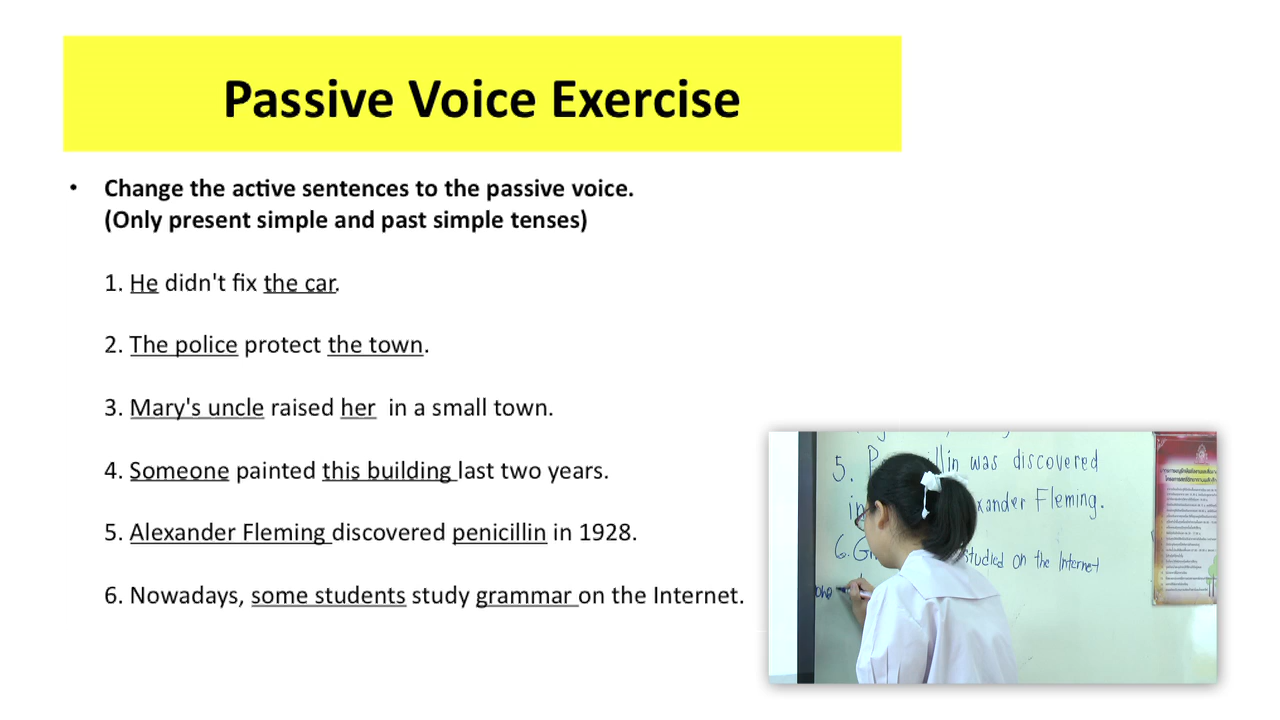 Passive Voice Exercise
• Change the active sentences to the passive voice.
(Only present simple and past simple tenses)
1. He didn't fix the car.
2. The police protect the town.
3. Mary's uncle raised her in a small town.
4. Someone painted this building last two years.
5. Alexander Fleming discovered penicillin in 1928.
6. Nowadays, some students study grammar on the Internet.
5. was discovered
Fleming.
6. studied on the Internet